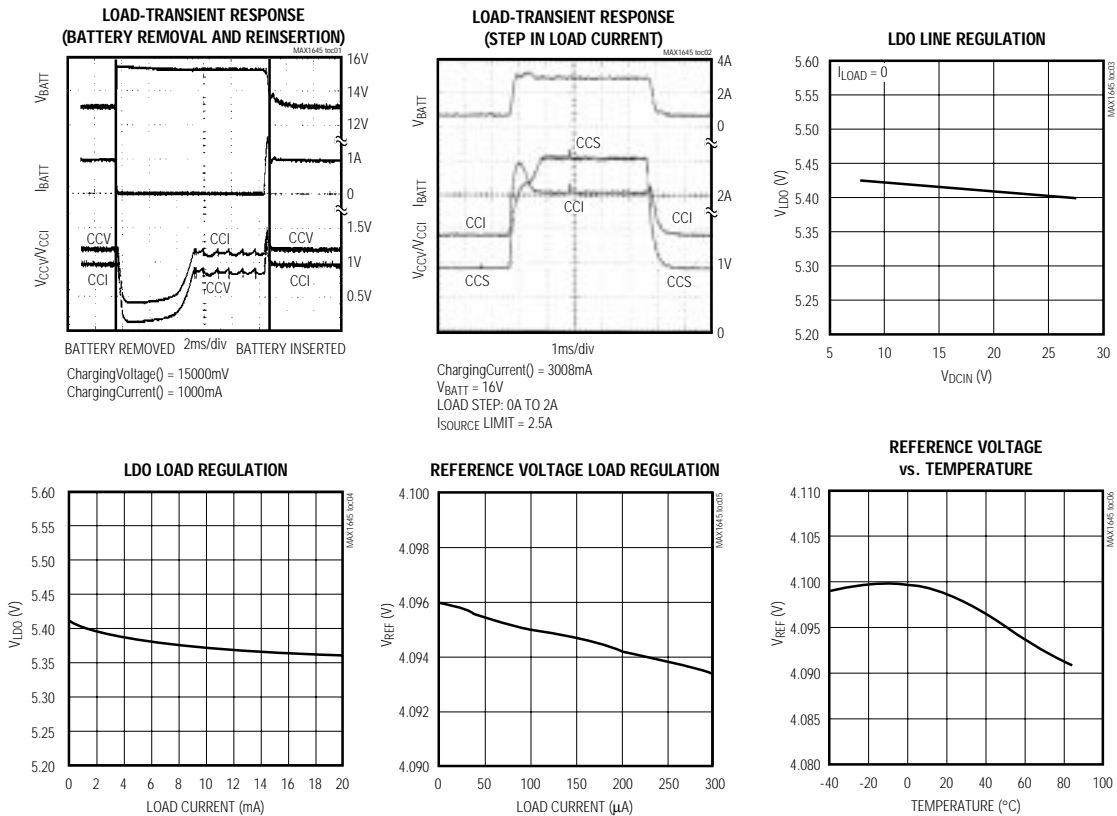 LOAD-TRANSIENT RESPONSE
(BATTERY REMOVAL AND REINSERTION)
MAX1645 toc01
16V
14V
12V
1A
0
1.5V
1V
0.5V
VBATT
IBATT
VCCV/VCCI
CCV
CCI
CCI
CCV
CCV
CCI
BATTERY REMOVED
2ms/div
BATTERY INSERTED
ChargingVoltage() = 15000mV
ChargingCurrent() = 1000mA
LOAD-TRANSIENT RESPONSE
(STEP IN LOAD CURRENT)
MAX1645 toc02
4A
2A
0
2A
1V
0
VBATT
IBATT
VCCV/VCCI
CCS
CCI
CCI
CCI
CCS
CCS
1ms/div
ChargingCurrent() = 3008mA
VBATT = 16V
LOAD STEP: 0A TO 2A
ISOURCE LIMIT = 2.5A
LDO LINE REGULATION
MAX1645 toc03
ILOAD = 0
5.60
5.55
5.50
5.45
5.40
5.30
5.30
5.25
5.20
VLDO (V)
5 10 15 20 25 30
VDCIN (V)
LDO LOAD REGULATION
MAX1645 toc04
5.60
5.55
5.50
5.45
5.40
5.35
5.30
5.25
5.20
VLDO (V)
0 2 4 6 8 10 12 14 16 18 20
LOAD CURRENT (mA)
REFERENCE VOLTAGE LOAD REGULATION
MAX1645 toc05
4.100
4.098
4.096
4.094
4.092
4.090
VREF (V)
0 50 100 150 200 250 300
LOAD CURRENT (μA)
REFERENCE VOLTAGE
vs. TEMPERATURE
MAX1645 toc06
4.110
4.105
4.100
4.095
4.090
4.085
4.080
VREF (V)
-40 -20 0 20 40 60 80 100
TEMPERATURE (°C)